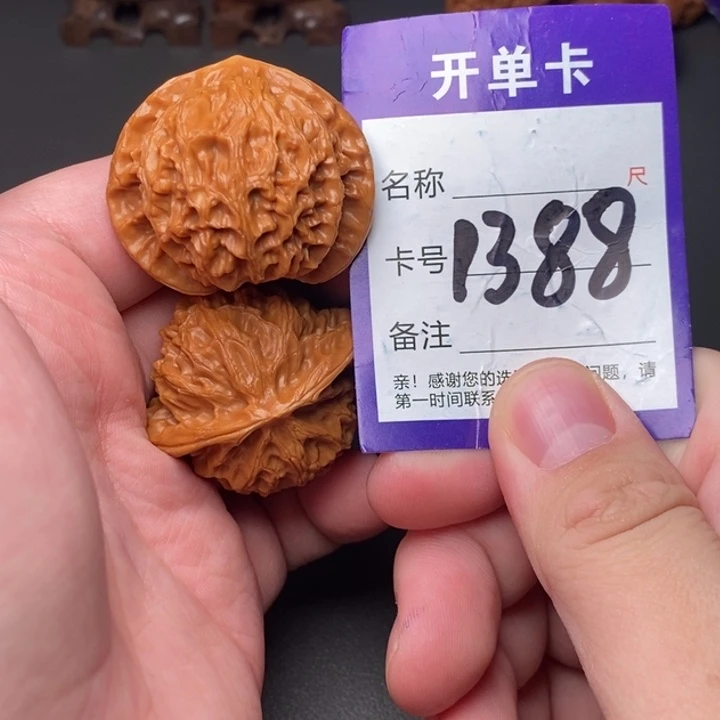 开单卡
名称 尺
卡号 1388
备注
亲！感谢您的选 问题，请
第一时间联系